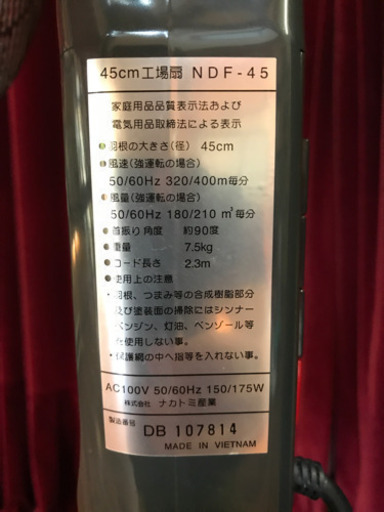 45cm工場扇 NDF-45
家庭用品品質表示法および
電気用品取締法による表示
●羽根の大きさ(径) 45cm
●風速(強運転の場合)
50/60Hz 320/400m毎分
●風量(強運転の場合)
50/60Hz 180/210 ㎥毎分
●首振り角度 約90度
●重量 7.5kg
●コード長さ 2.3m
●使用上の注意
・羽根、つまみ等の合成樹脂部分
及び塗装面の掃除にはシンナー
ベンジン、灯油、ベンゾール等
を使用しない事。
・保護網の中へ指等を入れない事。
AC100V 50/60Hz 150/175W
株式会社 ナカトミ産業
製造番号 DB 107814
MADE IN VIETNAM